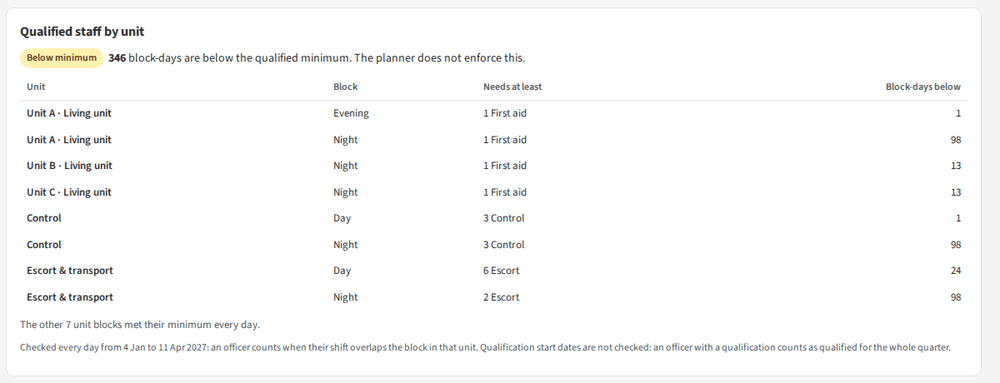 Qualified staff by unit
Below minimum 346 block-days are below the qualified minimum. The planner does not enforce this.
Unit Block Needs at least Block-days below
Unit A · Living unit Evening 1 First aid 1
Unit A · Living unit Night 1 First aid 98
Unit B · Living unit Night 1 First aid 13
Unit C · Living unit Night 1 First aid 13
Control Day 3 Control 1
Control Night 3 Control 98
Escort & transport Day 6 Escort 24
Escort & transport Night 2 Escort 98
The other 7 unit blocks met their minimum every day.
Checked every day from 4 Jan to 11 Apr 2027: an officer counts when their shift overlaps the block in that unit. Qualification start dates are not checked: an officer with a qualification counts as qualified for the whole quarter.